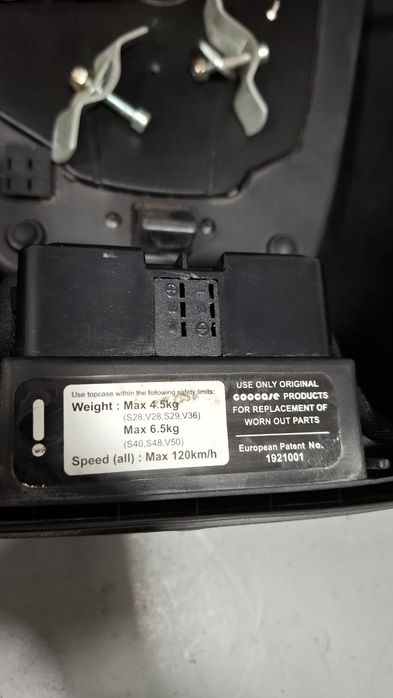 Use topcase within the following safety limits:
Weight : Max 4.5kg
(S28,V28,S29,V36)
Max 6.5kg
(S40,S48,V50)
Speed (all) : Max 120km/h
USE ONLY ORIGINAL
COOCASE PRODUCTS
FOR REPLACEMENT OF
WORN OUT PARTS
European Patent No.
1921001